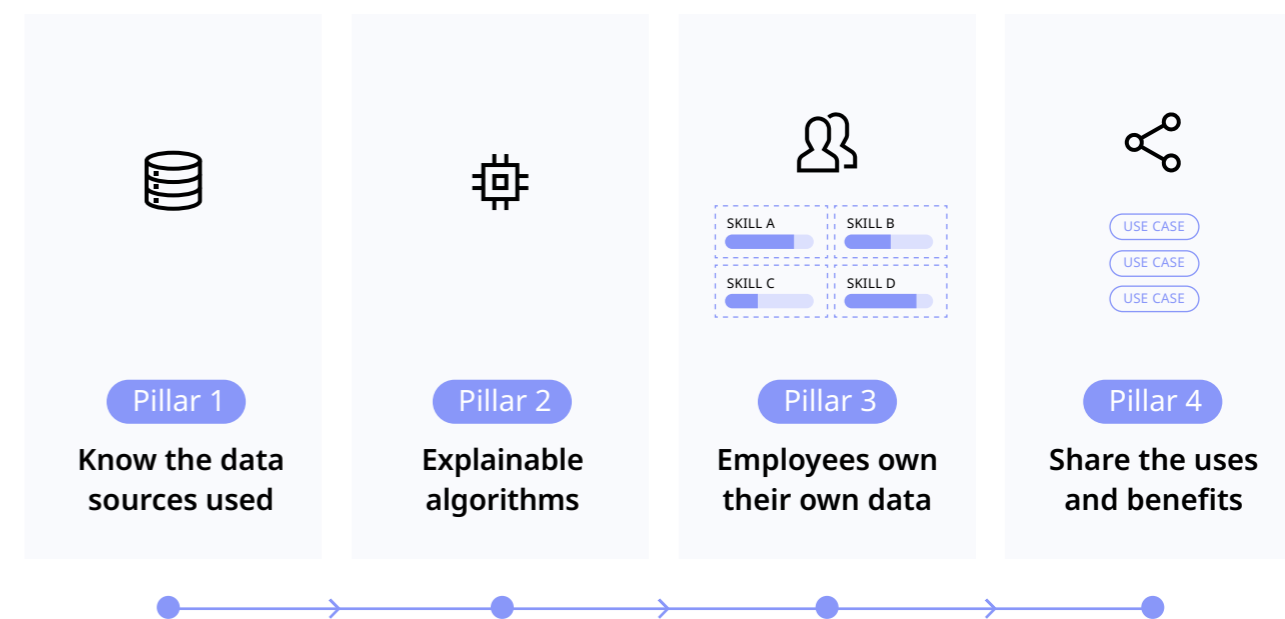 SKILL A
SKILL B
SKILL C
SKILL D
USE CASE
USE CASE
USE CASE
Pillar 1
Know the data
sources used
Pillar 2
Explainable
algorithms
Pillar 3
Employees own
their own data
Pillar 4
Share the uses
and benefits